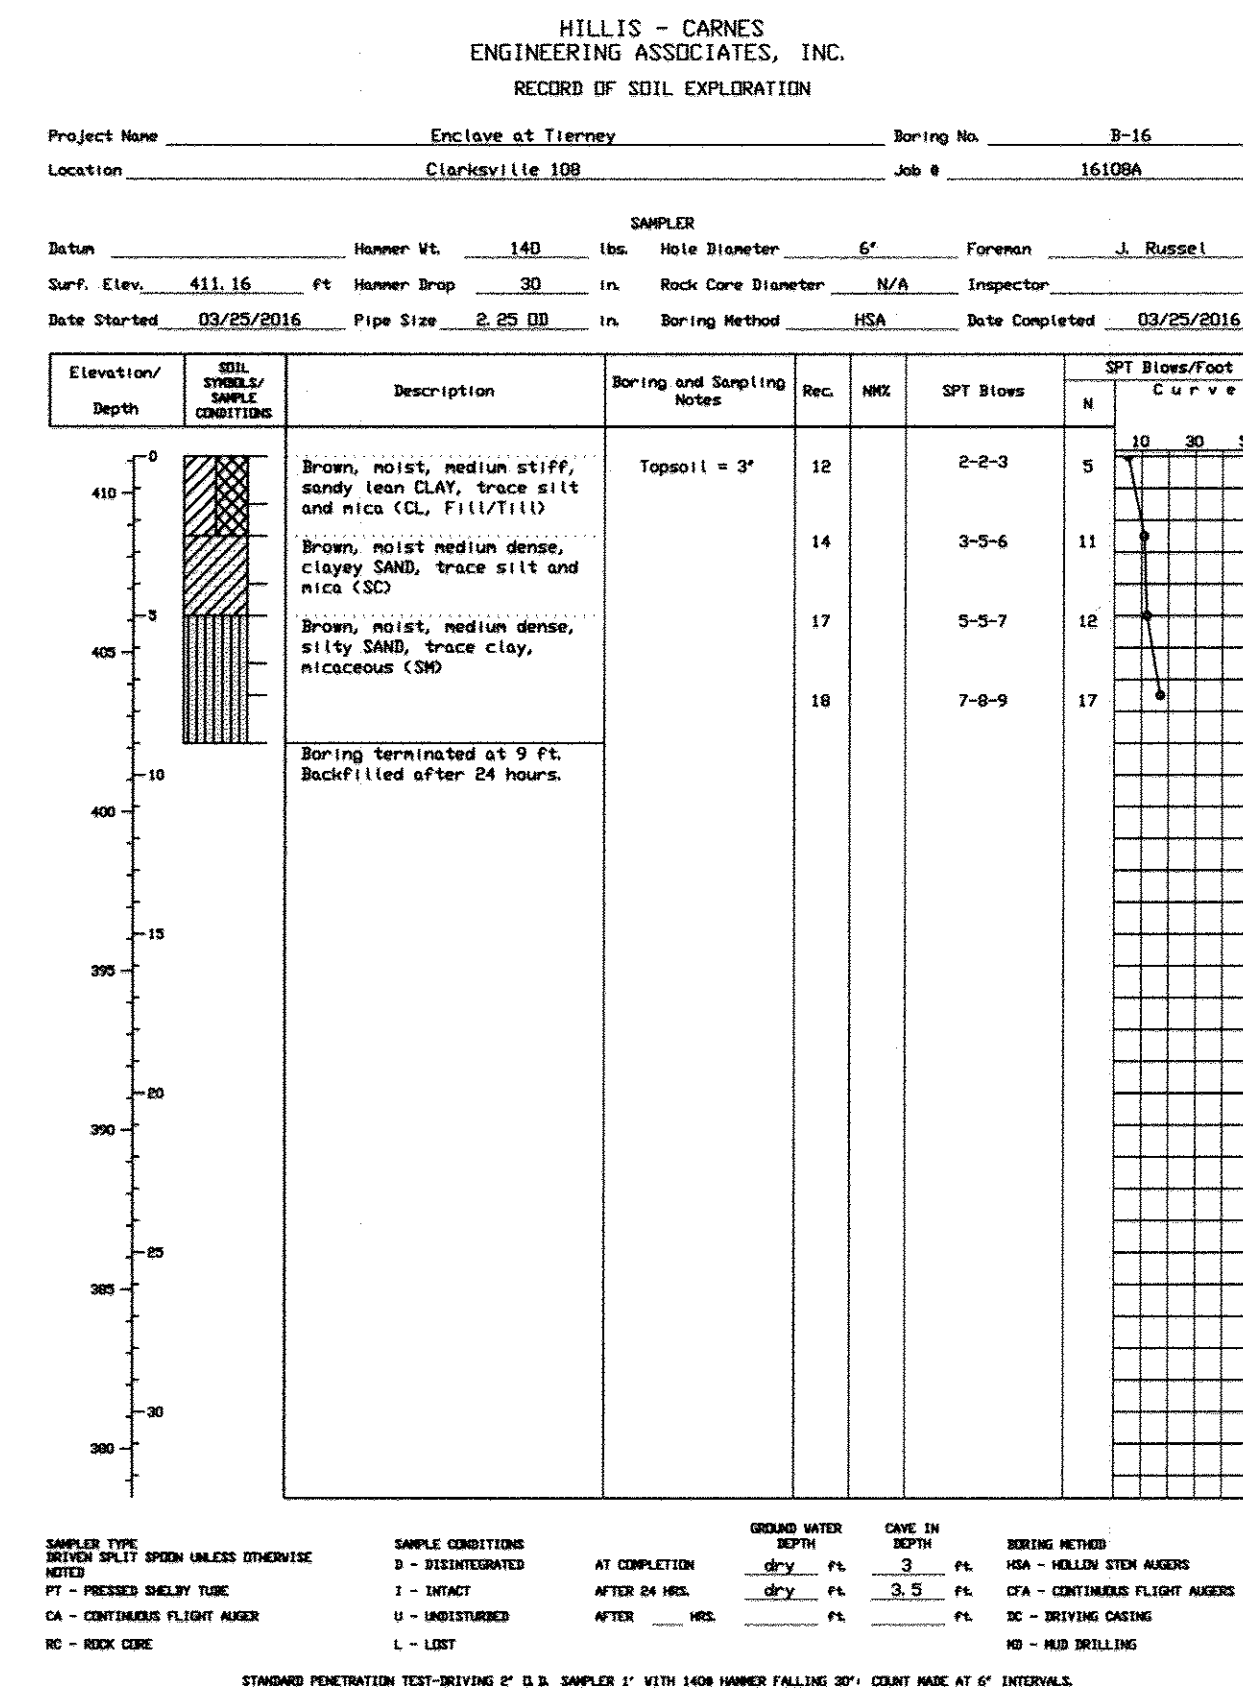 HILLIS - CARNES
ENGINEERING ASSOCIATES, INC.
RECORD OF SOIL EXPLORATION
Project Name Enclave at Tierney Boring No. B-16
Location Clarksville 108 Job # 16108A
SAMPLER
Datum Hammer Wt. 140 lbs. Hole Diameter 6" Foreman J. Russel
Surf. Elev. 411.16 ft Hammer Drop 30 in. Rock Core Diameter N/A Inspector
Date Started 03/25/2016 Pipe Size 2.25 OD in. Boring Method HSA Date Completed 03/25/2016
Elevation/
Depth
SOIL
SYMBOLS/
SAMPLE
CONDITIONS
Description
Boring and Sampling
Notes
Rec.
NM%
SPT Blows
SPT Blows/Foot
N
Curve
10 30
0
Brown, moist, medium stiff,
sandy lean CLAY, trace silt
and mica (CL, Fill/Till)
Topsoil = 3"
12
2-2-3
5
410
Brown, moist medium dense,
clayey SAND, trace silt and
mica (SC)
14
3-5-6
11
5
Brown, moist, medium dense,
silty SAND, trace clay,
micaceous (SM)
17
5-5-7
12
405
18
7-8-9
17
Boring terminated at 9 ft.
Backfilled after 24 hours.
10
400
15
395
20
390
25
385
30
380
SAMPLER TYPE
DRIVEN SPLIT SPOON UNLESS OTHERWISE
NOTED
PT - PRESSED SHELBY TUBE
CA - CONTINUOUS FLIGHT AUGER
RC - ROCK CORE
SAMPLE CONDITIONS
D - DISINTEGRATED
I - INTACT
U - UNDISTURBED
L - LOST
GROUND WATER
DEPTH
CAVE IN
DEPTH
AT COMPLETION dry ft. 3 ft.
AFTER 24 HRS. dry ft. 3.5 ft.
AFTER HRS. ft. ft.
BORING METHOD
HSA - HOLLOW STEM AUGERS
CFA - CONTINUOUS FLIGHT AUGERS
DC - DRIVING CASING
MD - MUD DRILLING
STANDARD PENETRATION TEST-DRIVING 2" O.D. SAMPLER 1' WITH 140# HAMMER FALLING 30"; COUNT MADE AT 6" INTERVALS.